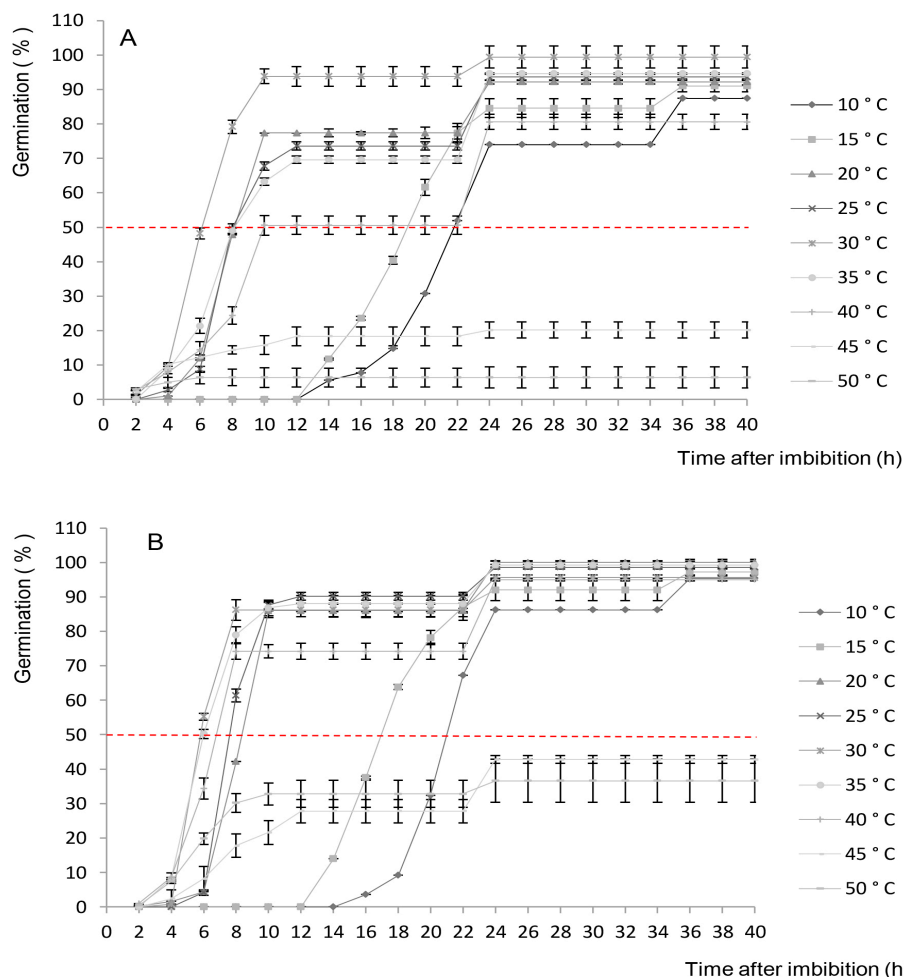 A
Germination ( % )
110
100
90
80
70
60
50
40
30
20
10
0
0 2 4 6 8 10 12 14 16 18 20 22 24 26 28 30 32 34 36 38 40
Time after imbibition (h)
10 ° C
15 ° C
20 ° C
25 ° C
30 ° C
35 ° C
40 ° C
45 ° C
50 ° C
B
Germination ( % )
110
100
90
80
70
60
50
40
30
20
10
0
0 2 4 6 8 10 12 14 16 18 20 22 24 26 28 30 32 34 36 38 40
Time after imbibition (h
10 ° C
15 ° C
20 ° C
25 ° C
30 ° C
35 ° C
40 ° C
45 ° C
50 ° C